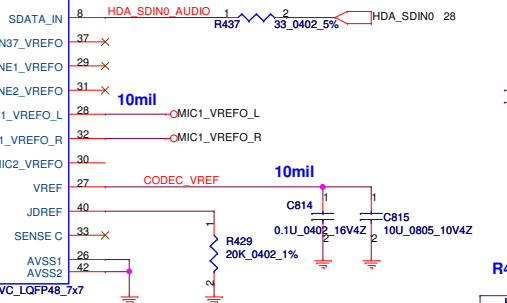 SDATA_IN 8 HDA_SDIN0_AUDIO 1 2 HDA_SDIN0 28
R437 33_0402_5%
N37_VREFO 37
NE1_VREFO 29
NE2_VREFO 31
10mil
1_VREFO_L 28 MIC1_VREFO_L
1_VREFO_R 32 MIC1_VREFO_R
MIC2_VREFO 30
10mil
VREF 27 CODEC_VREF
1 1
JDREF 40 C814 C815
0.1U_0402_16V4Z 10U_0805_10V4Z
1
SENSE C 33 2 2
R429
20K_0402_1%
AVSS1 26
AVSS2 42
2
R4
VC_LQFP48_7x7